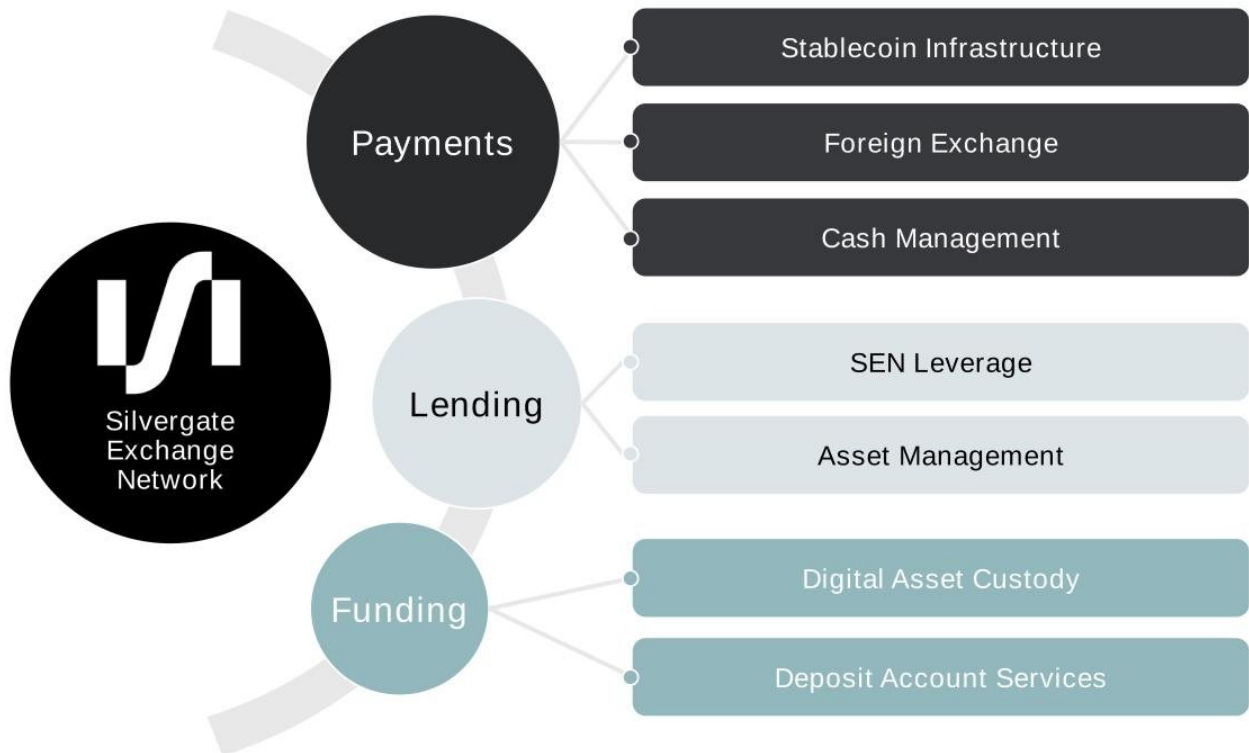 Payments
Stablecoin Infrastructure
Foreign Exchange
Cash Management
Silvergate
Exchange
Network
Lending
SEN Leverage
Asset Management
Funding
Digital Asset Custody
Deposit Account Services